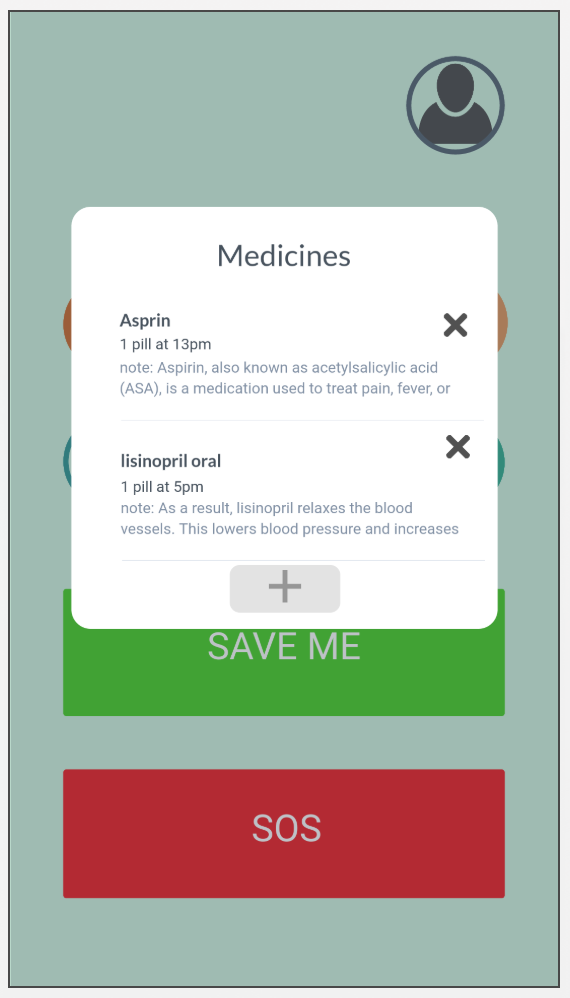 Medicines
Asprin
1 pill at 13pm
note: Aspirin, also known as acetylsalicylic acid
(ASA), is a medication used to treat pain, fever, or
lisinopril oral
1 pill at 5pm
note: As a result, lisinopril relaxes the blood
vessels. This lowers blood pressure and increases
SAVE ME
SOS